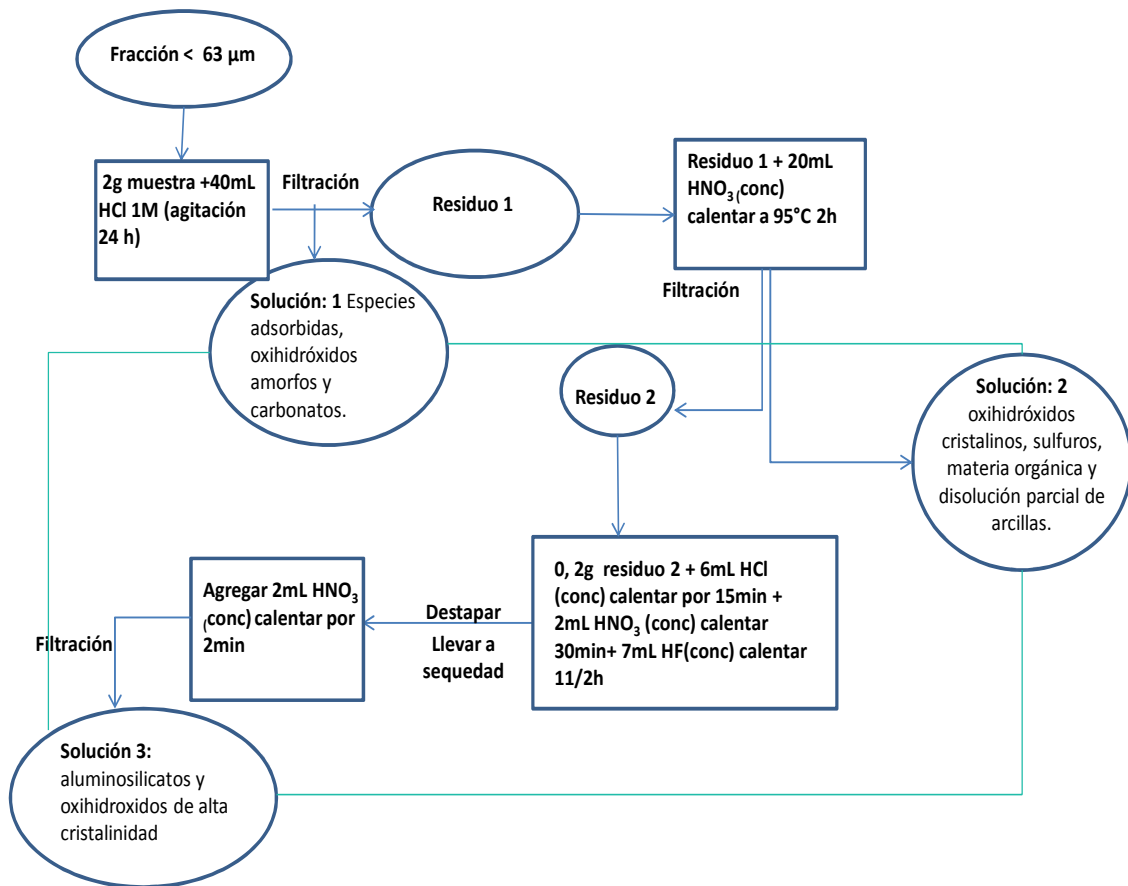 Fracción < 63 µm
2g muestra +40mL
HCl 1M (agitación
24 h)
Filtración
Residuo 1
Residuo 1 + 20mL
HNO3 (conc)
calentar a 95°C 2h
Filtración
Solución: 1 Especies
adsorbidas,
oxihidróxidos
amorfos y
carbonatos.
Residuo 2
Solución: 2
oxihidróxidos
cristalinos, sulfuros,
materia orgánica y
disolución parcial de
arcillas.
0, 2g residuo 2 + 6mL HCl
(conc) calentar por 15min +
2mL HNO3 (conc) calentar
30min+ 7mL HF(conc) calentar
11/2h
Destapar
Llevar a
sequedad
Agregar 2mL HNO3
(conc) calentar por
2min
Filtración
Solución 3:
aluminosilicatos y
oxihidroxidos de alta
cristalinidad